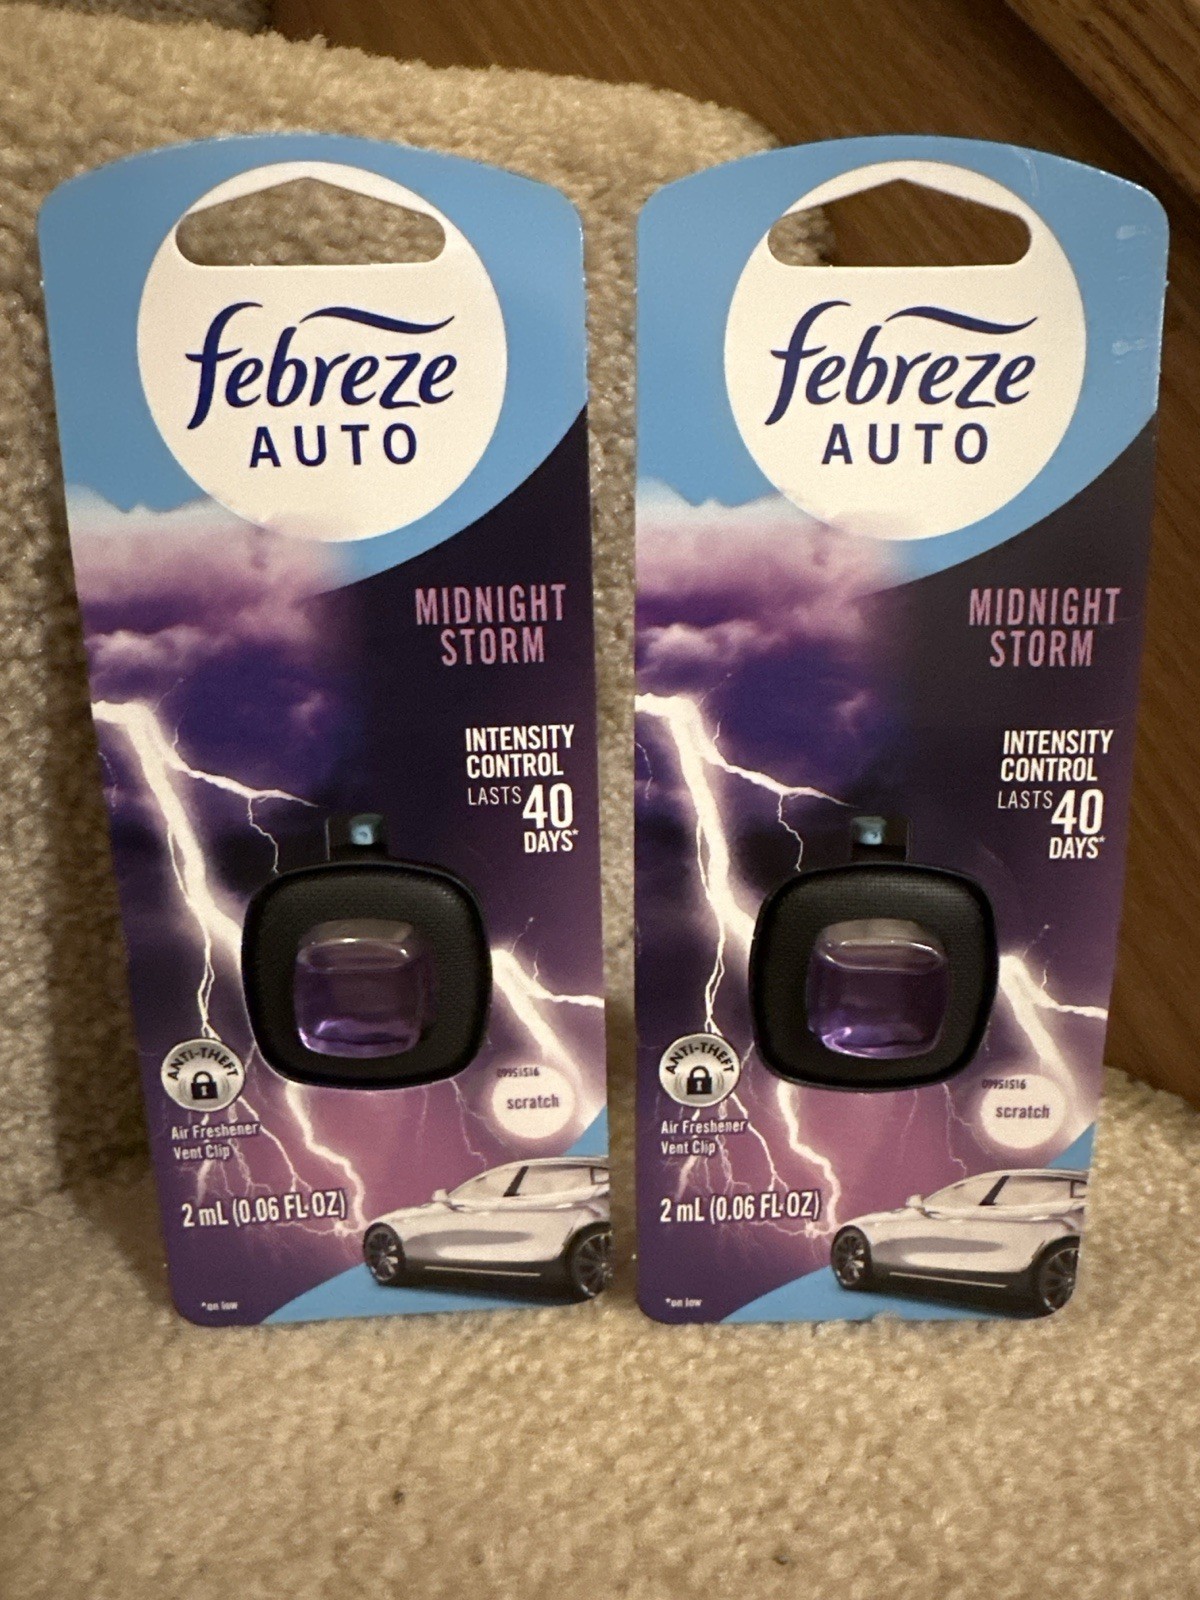 febreze
AUTO
MIDNIGHT
STORM
INTENSITY
CONTROL
LASTS 40
DAYS*
ANTI-THEFT
09951516
scratch
Air Freshener
Vent Clip
2 mL (0.06 FL OZ)
*on low
febreze
AUTO
MIDNIGHT
STORM
INTENSITY
CONTROL
LASTS 40
DAYS*
ANTI-THEFT
09951516
scratch
Air Freshener
Vent Clip
2 mL (0.06 FL OZ)
*on low